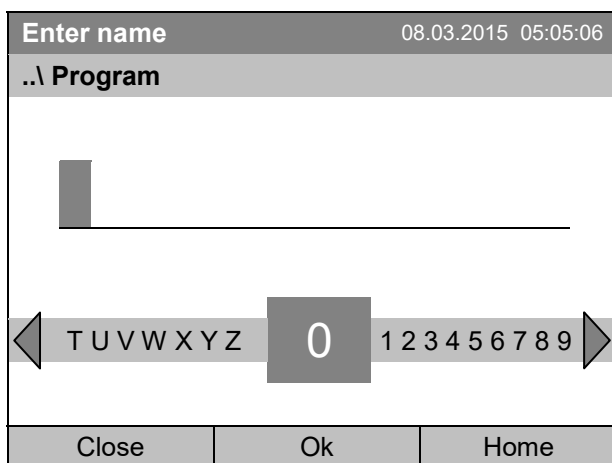 Enter name 08.03.2015 05:05:06
..\ Program
T U V W X Y Z 0 1 2 3 4 5 6 7 8 9
Close Ok Home